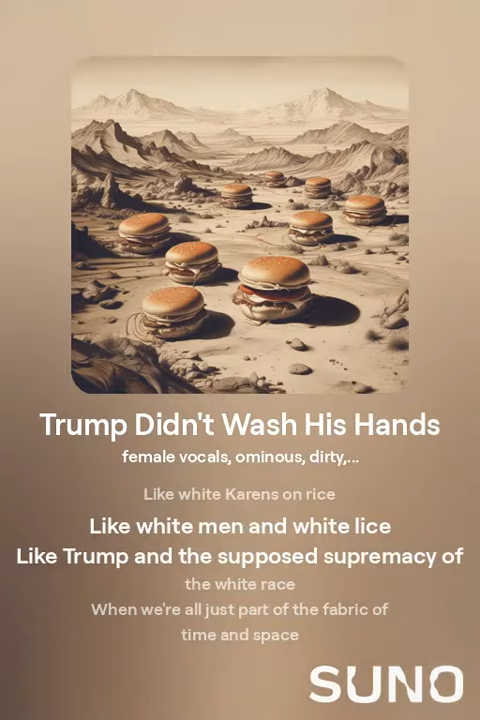 Trump Didn't Wash His Hands
female vocals, ominous, dirty,...
Like white Karens on rice
Like white men and white lice
Like Trump and the supposed supremacy of
the white race
When we're all just part of the fabric of
time and space
SUNO